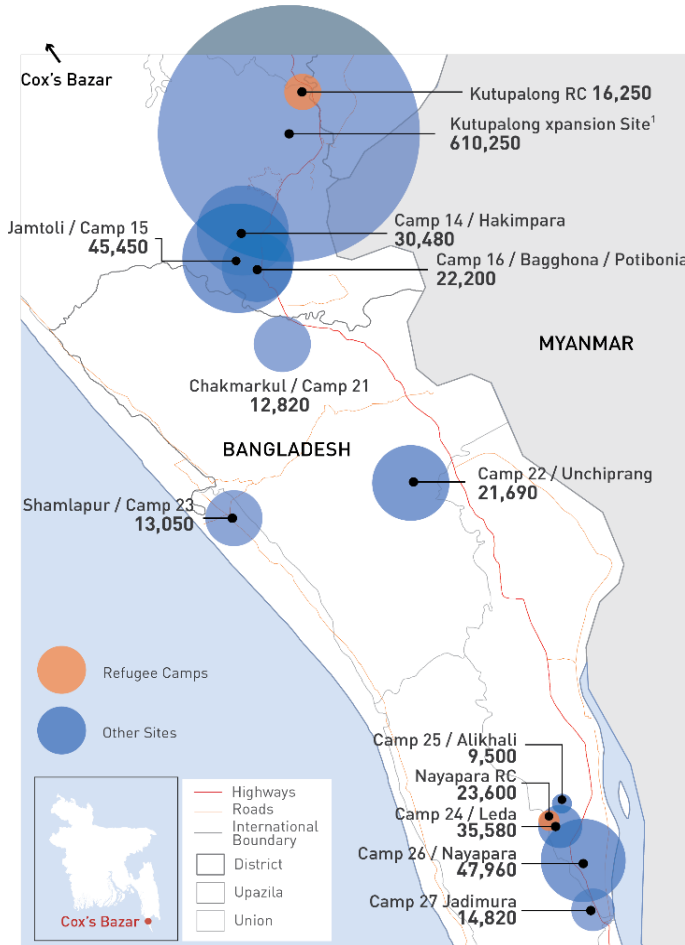 Cox's Bazar
Kutupalong RC 16,250
Kutupalong xpansion Site¹
610,250
Jamtoli / Camp 15
45,450
Camp 14 / Hakimpara
30,480
Camp 16 / Bagghona / Potibonia
22,200
MYANMAR
Chakmarkul / Camp 21
12,820
BANGLADESH
Camp 22 / Unchiprang
21,690
Shamlapur / Camp 23
13,050
Refugee Camps
Other Sites
Camp 25 / Alikhali
9,500
Nayapara RC
23,600
Camp 24 / Leda
35,580
Camp 26 / Nayapara
47,960
Camp 27 Jadimura
14,820
Highways
Roads
International
Boundary
District
Upazila
Union
Cox's Bazar